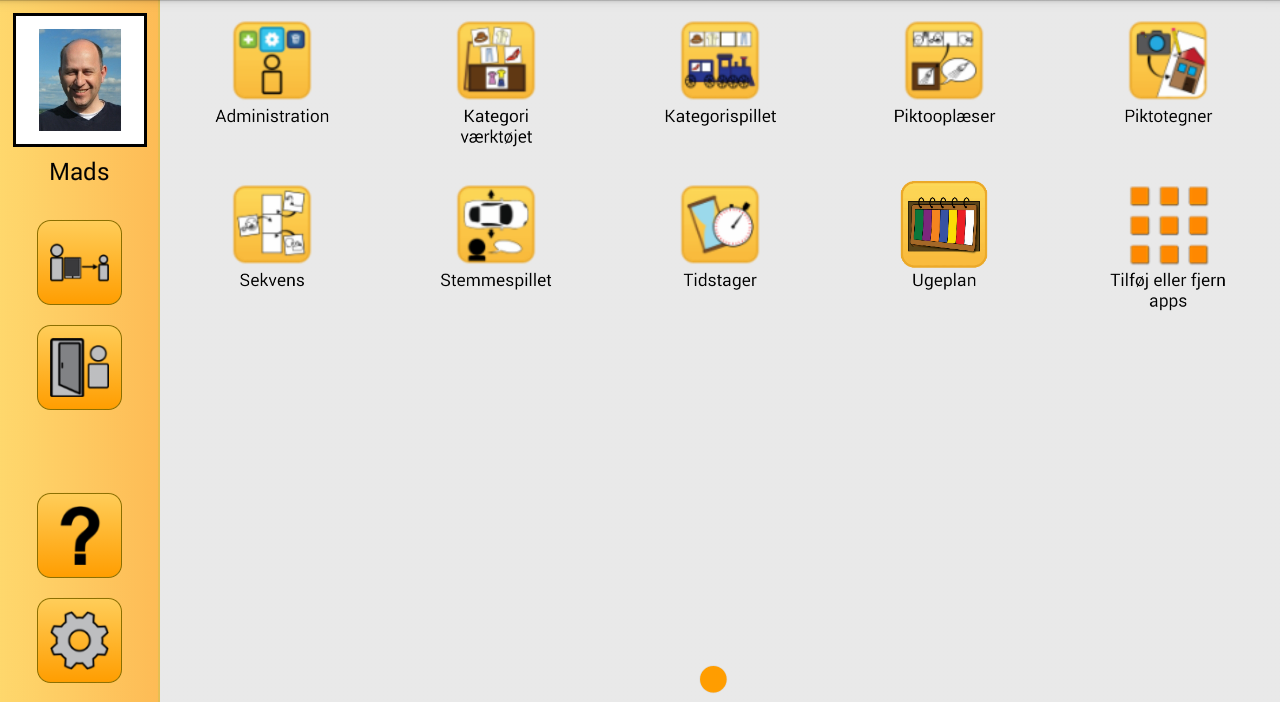 Mads
Administration
Kategori
værktøjet
Kategorispillet
Piktooplæser
Piktotegner
Sekvens
Stemmespillet
Tidstager
Ugeplan
Tilføj eller fjern
apps
?